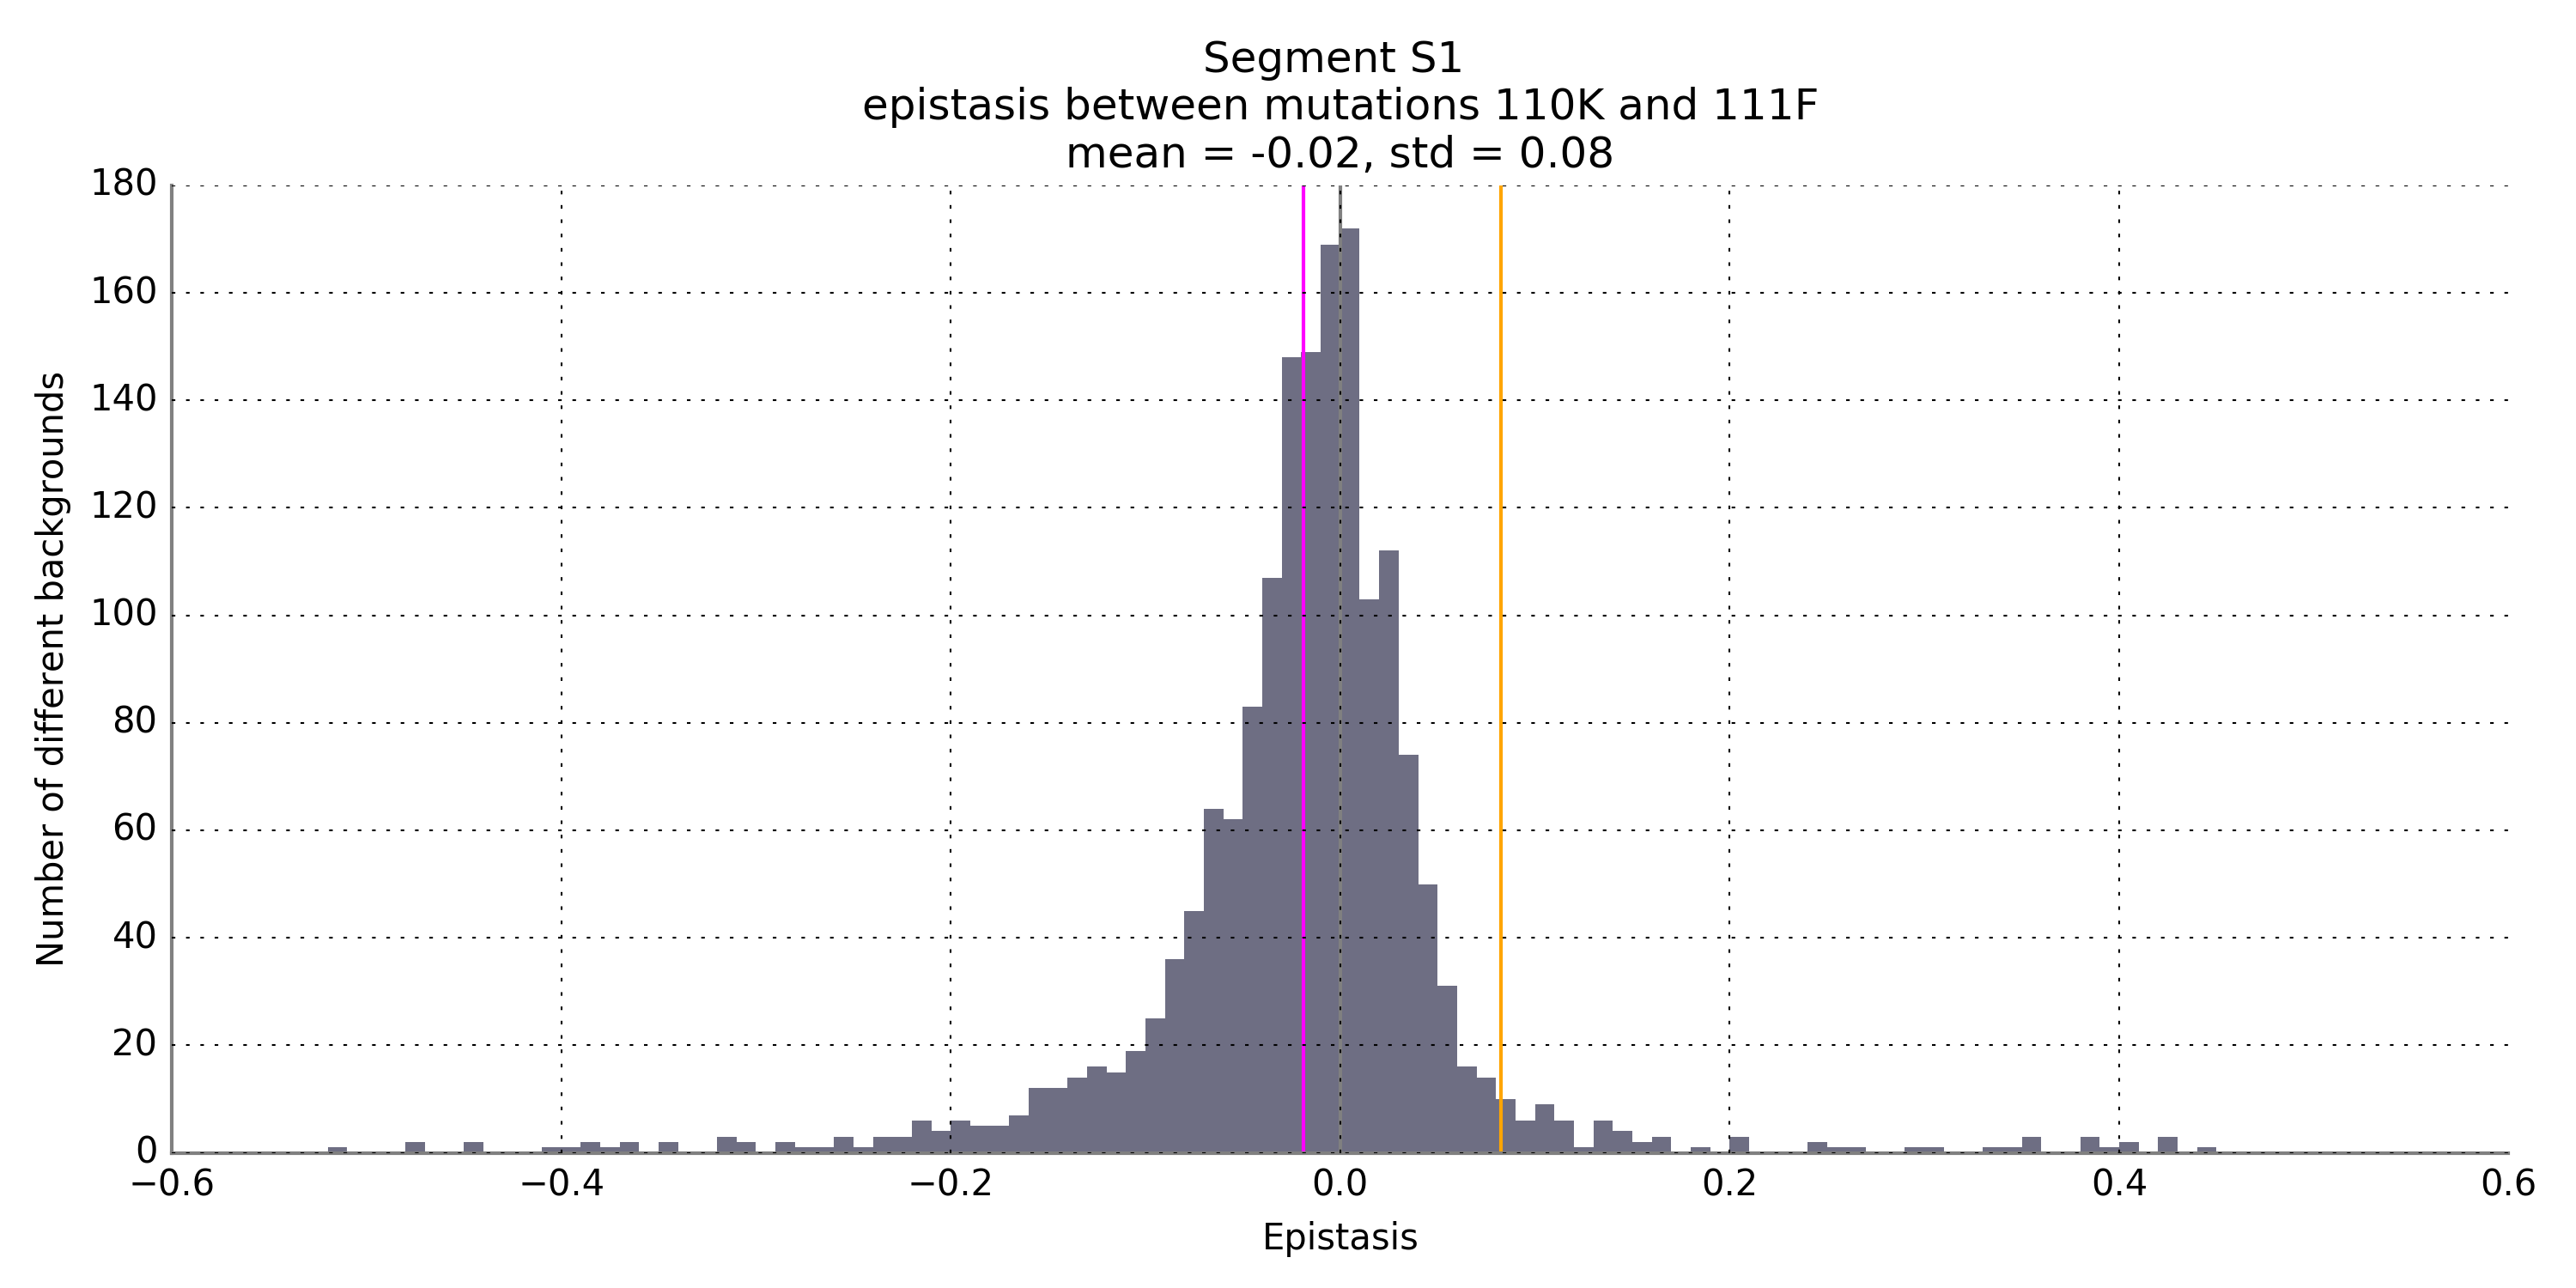 Segment S1
epistasis between mutations 110K and 111F
mean = -0.02, std = 0.08
Number of different backgrounds
180
160
140
120
100
80
60
40
20
0
−0.6 −0.4 −0.2 0.0 0.2 0.4 0.6
Epistasis